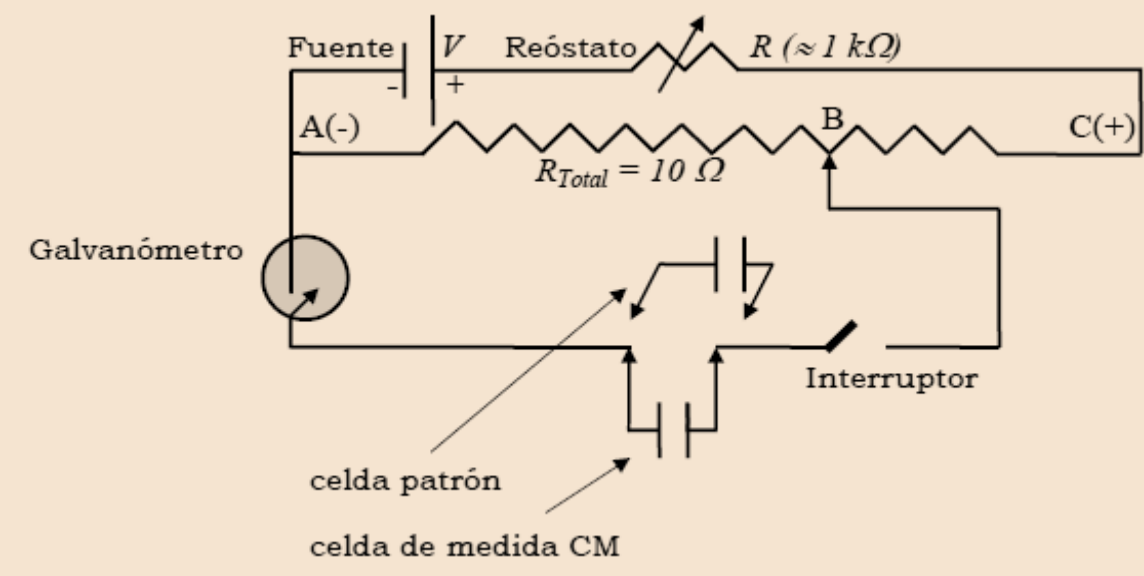 Fuente V Reóstato R (≈ 1 kΩ)
- +
A(-) B C(+)
R_Total = 10 Ω
Galvanómetro
Interruptor
celda patrón
celda de medida CM